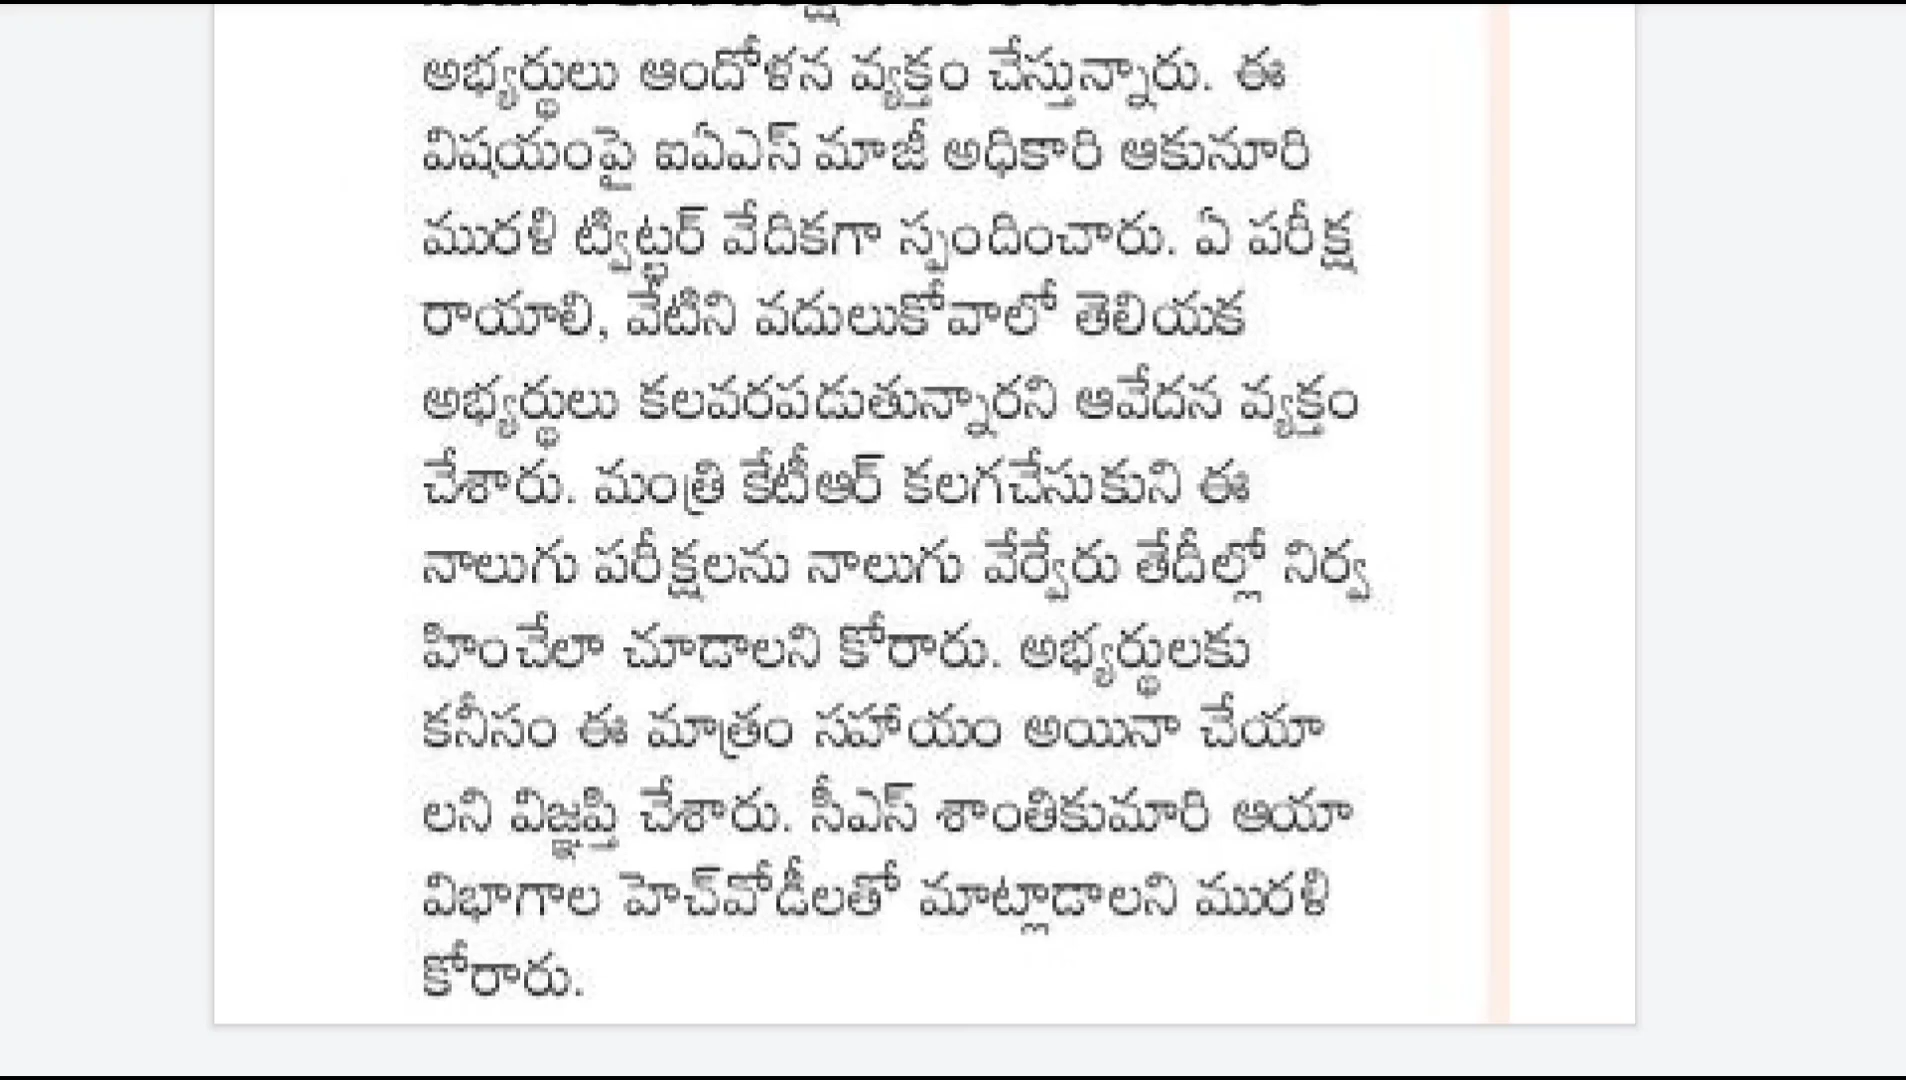 అభ్యర్థులు ఆందోళన వ్యక్తం చేస్తున్నారు. ఈ
విషయంపై ఐఏఎస్ మాజీ అధికారి ఆకునూరి
మురళి ట్విట్టర్ వేదికగా స్పందించారు. ఏ పరీక్ష
రాయాలి, వేటిని వదులుకోవాలో తెలియక
అభ్యర్థులు కలవరపడుతున్నారని ఆవేదన వ్యక్తం
చేశారు. మంత్రి కేటీఆర్ కలగచేసుకుని ఈ
నాలుగు పరీక్షలను నాలుగు వేర్వేరు తేదీల్లో నిర్వ
హించేలా చూడాలని కోరారు. అభ్యర్థులకు
కనీసం ఈ మాత్రం సహాయం అయినా చేయా
లని విజ్ఞప్తి చేశారు. సీఎస్ శాంతికుమారి ఆయా
విభాగాల హెచ్‌వోడీలతో మాట్లాడాలని మురళి
కోరారు.